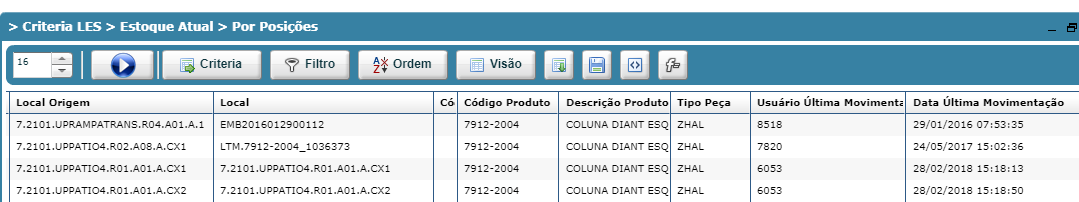 > Criteria LES > Estoque Atual > Por Posições
16 Criteria Filtro AZ Ordem Visão
Local Origem Local Có Código Produto Descrição Produto Tipo Peça Usuário Última Movimenta Data Última Movimentação
7.2101.UPRAMPATRANS.R04.A01.A.1 EMB2016012900112 7912-2004 COLUNA DIANT ESQ ZHAL 8518 29/01/2016 07:53:35
7.2101.UPPATIO4.R02.A08.A.CX1 LTM.7912-2004_1036373 7912-2004 COLUNA DIANT ESQ ZHAL 7820 24/05/2017 15:02:36
7.2101.UPPATIO4.R01.A01.A.CX1 7.2101.UPPATIO4.R01.A01.A.CX1 7912-2004 COLUNA DIANT ESQ ZHAL 6053 28/02/2018 15:18:13
7.2101.UPPATIO4.R01.A01.A.CX2 7.2101.UPPATIO4.R01.A01.A.CX2 7912-2004 COLUNA DIANT ESQ ZHAL 6053 28/02/2018 15:18:50